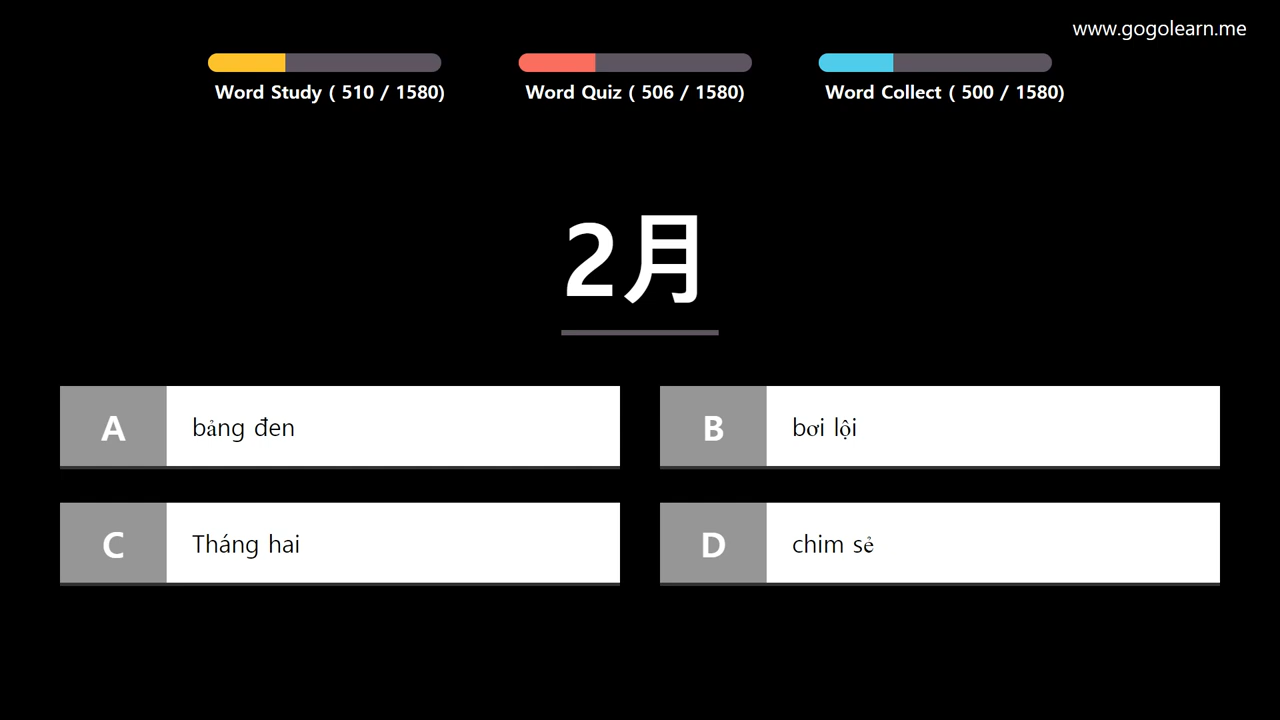 www.gogolearn.me
Word Study ( 510 / 1580)
Word Quiz ( 506 / 1580)
Word Collect ( 500 / 1580)
2月
A
bảng đen
B
bơi lội
C
Tháng hai
D
chim sẻ